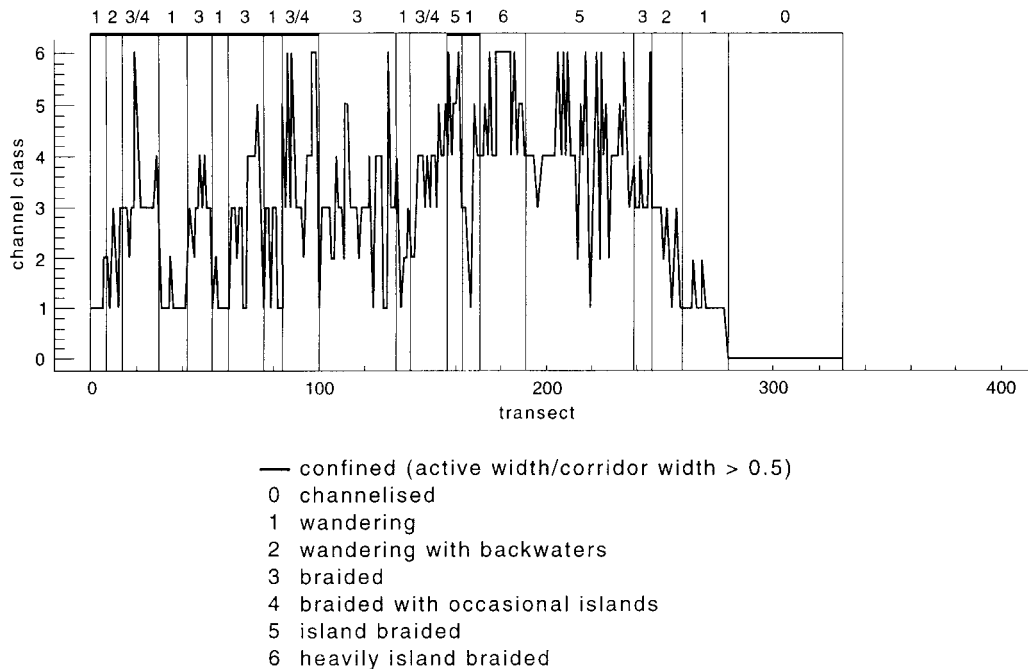 1 2 3/4 1 3 1 3 1 3/4 3 1 3/4 5 1 6 5 3 2 1 0
6
5
4
3
2
1
0
channel class
0 100 200 300 400
transect
confined (active width/corridor width > 0.5)
0 channelised
1 wandering
2 wandering with backwaters
3 braided
4 braided with occasional islands
5 island braided
6 heavily island braided